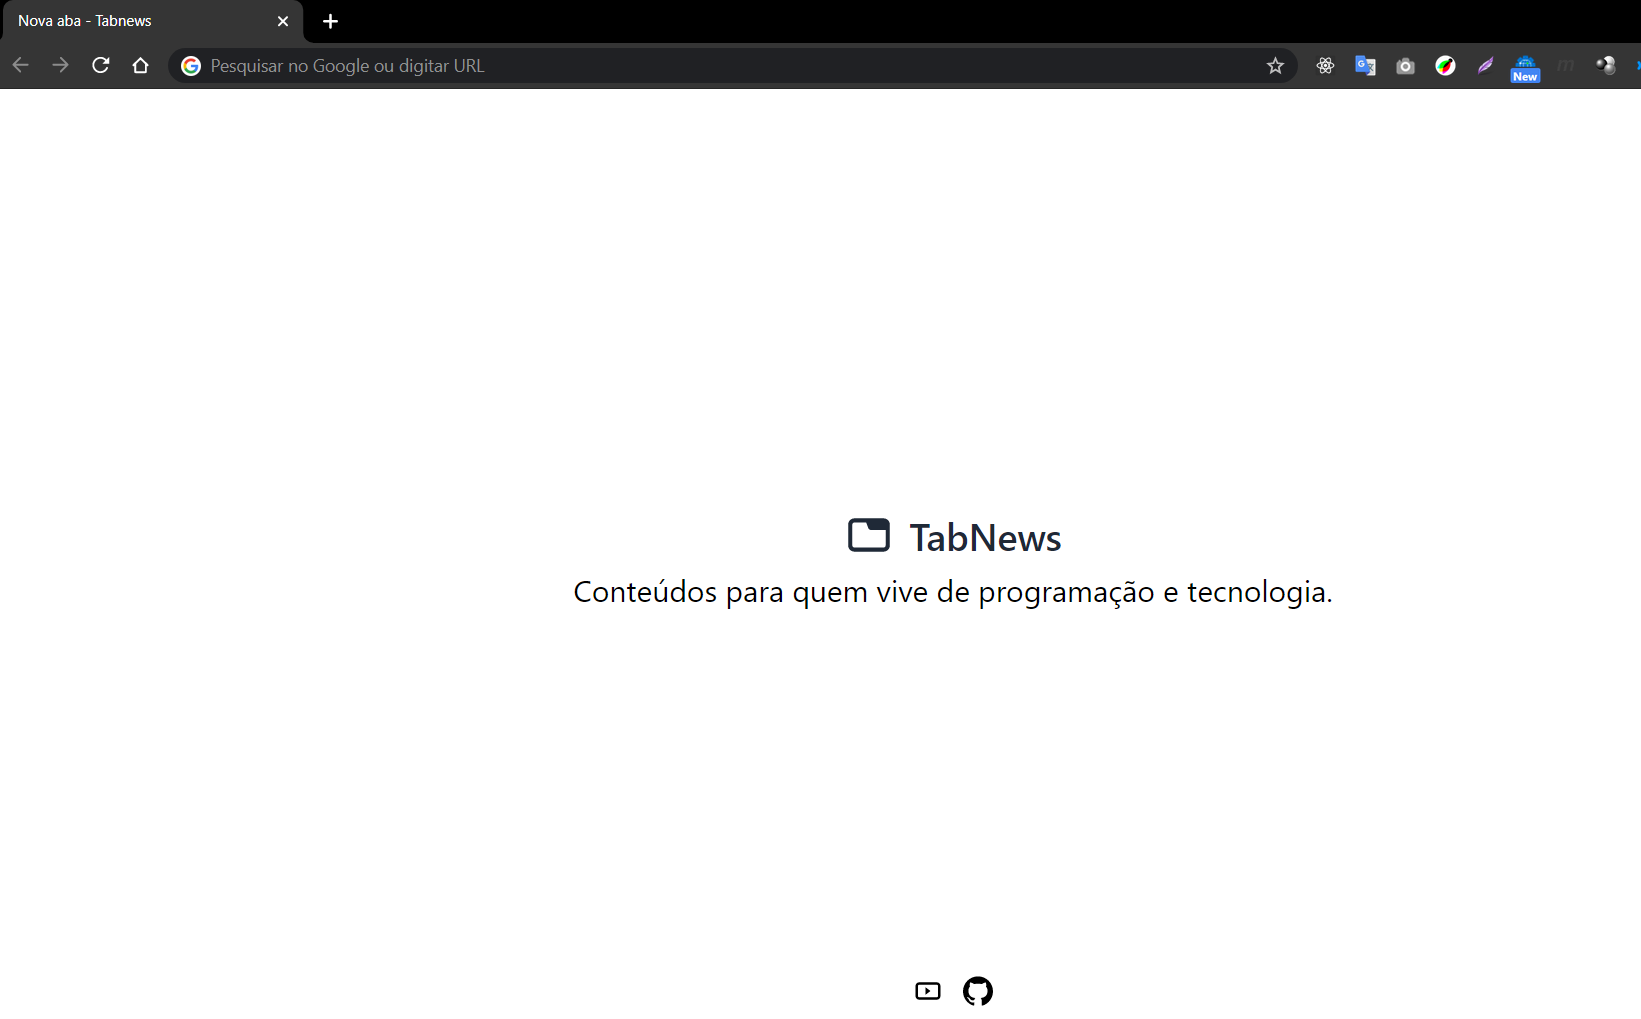 Nova aba - Tabnews
Pesquisar no Google ou digitar URL
New
m
TabNews
Conteúdos para quem vive de programação e tecnologia.